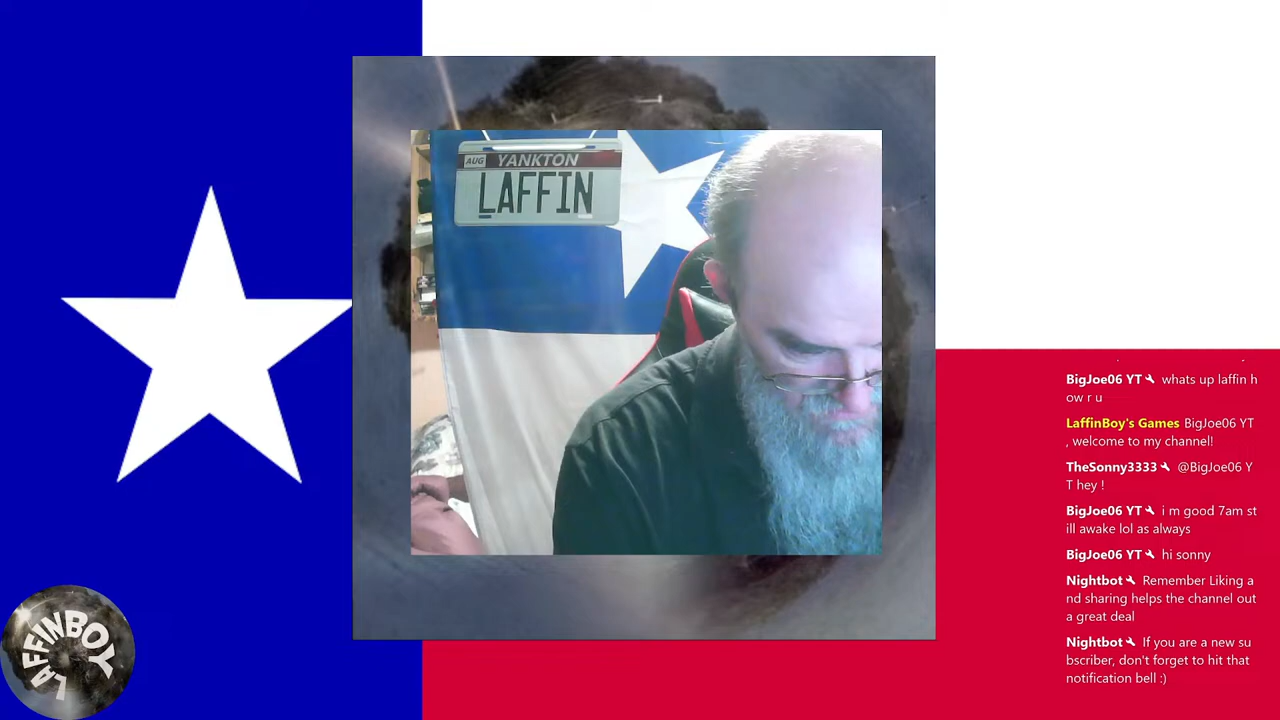 AUG YANKTON
LAFFIN
BigJoe06 YT whats up laffin h
ow r u
LaffinBoy's Games BigJoe06 YT
, welcome to my channel!
TheSonny3333 @BigJoe06 Y
T hey !
BigJoe06 YT i m good 7am st
ill awake lol as always
BigJoe06 YT hi sonny
Nightbot Remember Liking a
nd sharing helps the channel out
a great deal
Nightbot If you are a new su
bscriber, don't forget to hit that
notification bell :)
LAFFINBOY